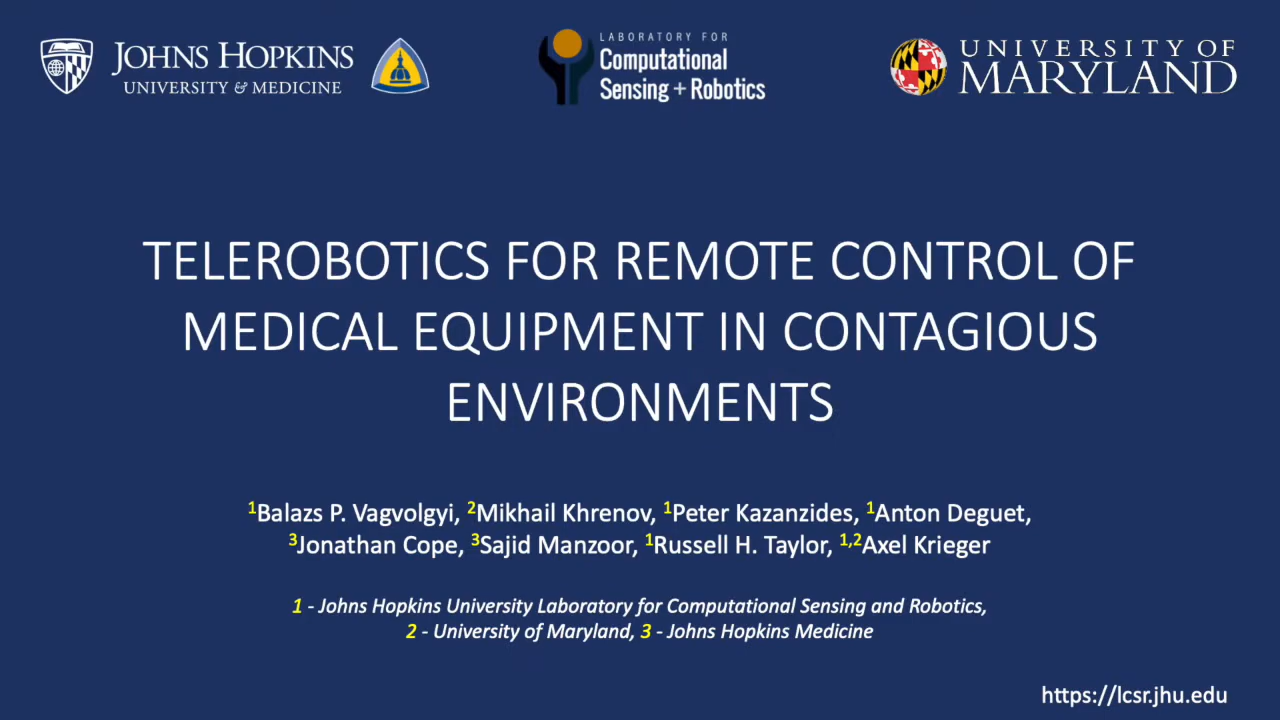 JOHNS HOPKINS
UNIVERSITY & MEDICINE
LABORATORY FOR
Computational
Sensing + Robotics
UNIVERSITY OF
MARYLAND
TELEROBOTICS FOR REMOTE CONTROL OF
MEDICAL EQUIPMENT IN CONTAGIOUS
ENVIRONMENTS
1Balazs P. Vagvolgyi, 2Mikhail Khrenov, 1Peter Kazanzides, 1Anton Deguet,
3Jonathan Cope, 3Sajid Manzoor, 1Russell H. Taylor, 1,2Axel Krieger
1 - Johns Hopkins University Laboratory for Computational Sensing and Robotics,
2 - University of Maryland, 3 - Johns Hopkins Medicine
https://lcsr.jhu.edu